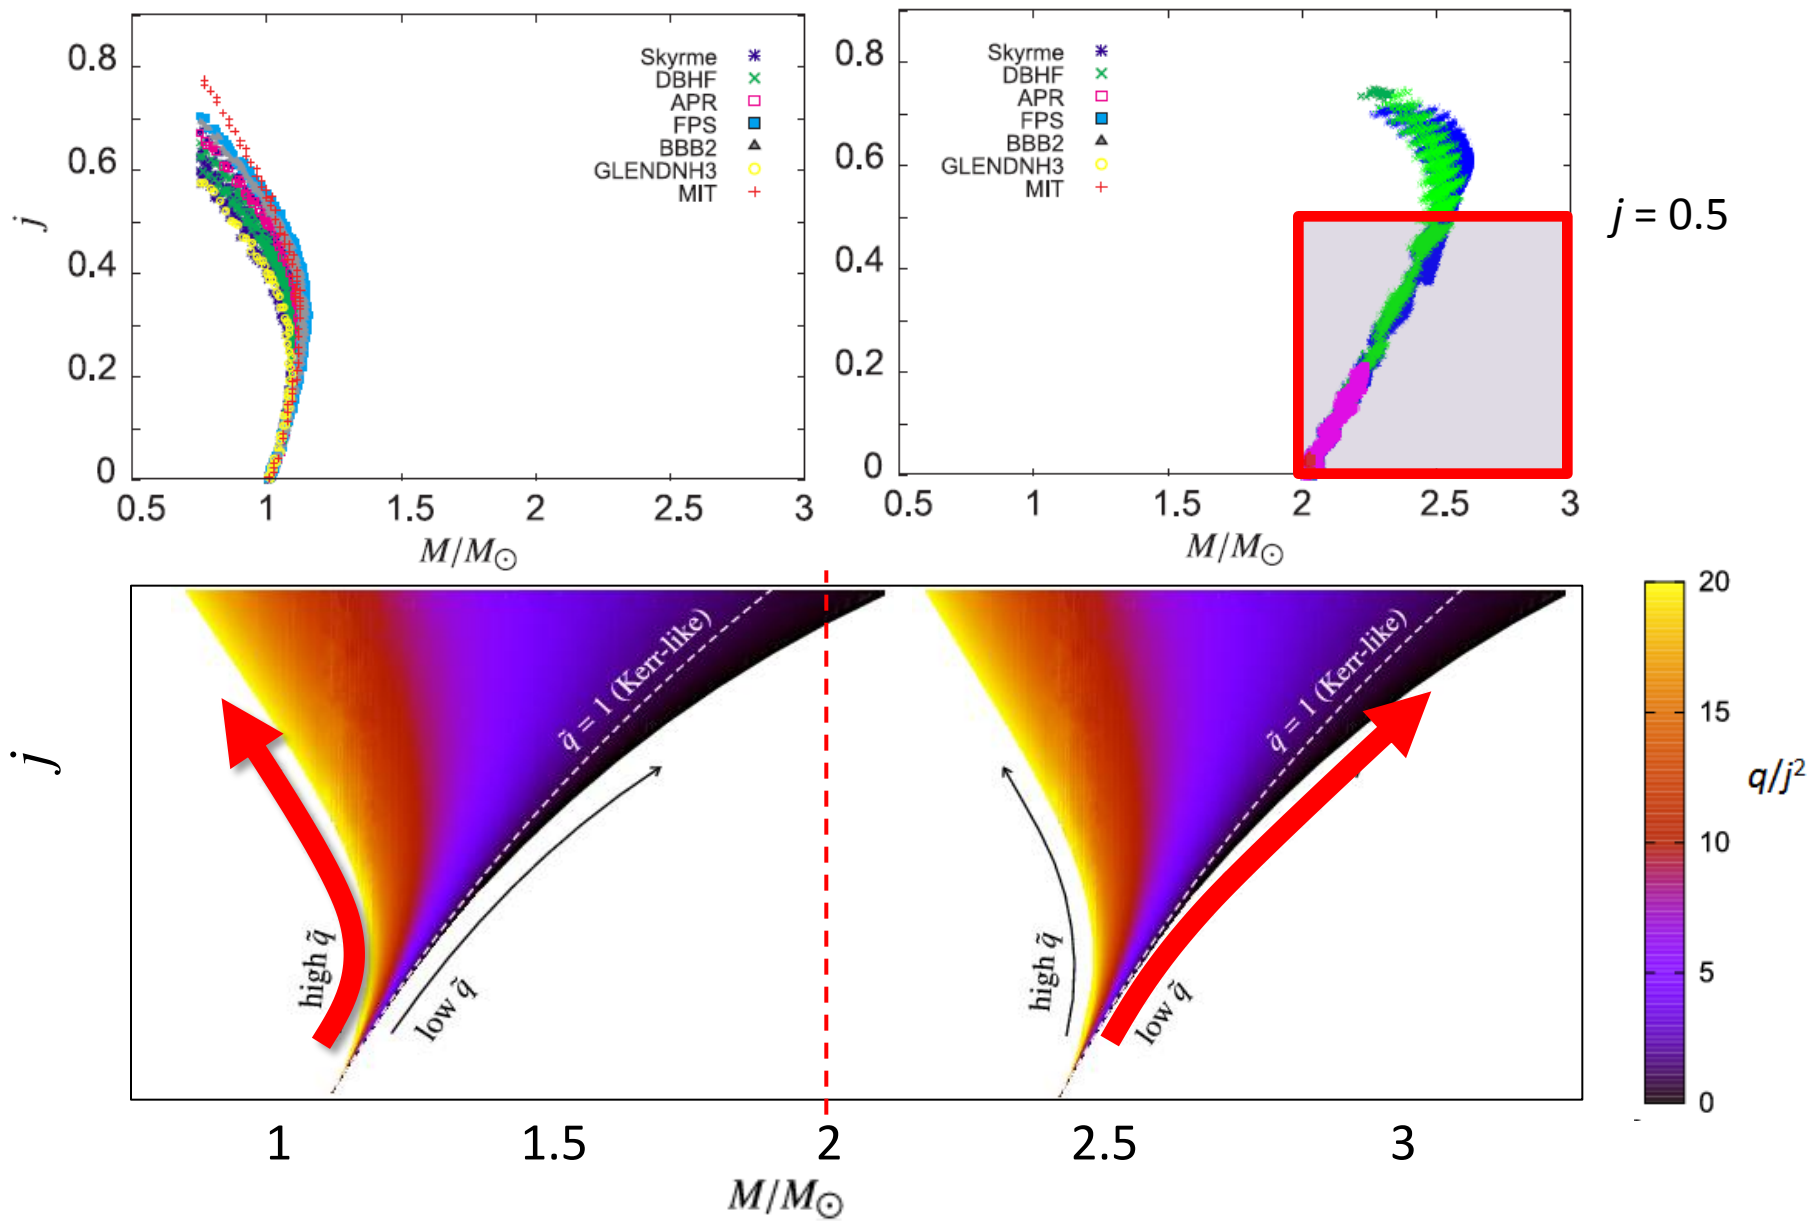 0.8
0.6
0.4
0.2
0
j
Skyrme
DBHF
APR
FPS
BBB2
GLENDNH3
MIT
0.5 1 1.5 2 2.5 3
M/M☉
0.8
0.6
0.4
0.2
0
Skyrme
DBHF
APR
FPS
BBB2
GLENDNH3
MIT
0.5 1 1.5 2 2.5 3
M/M☉
j = 0.5
j
high q̃
low q̃
q̃ = 1 (Kerr-like)
high q̃
low q̃
q̃ = 1 (Kerr-like)
1 1.5 2 2.5 3
M/M☉
20
15
10
5
0
q/j²